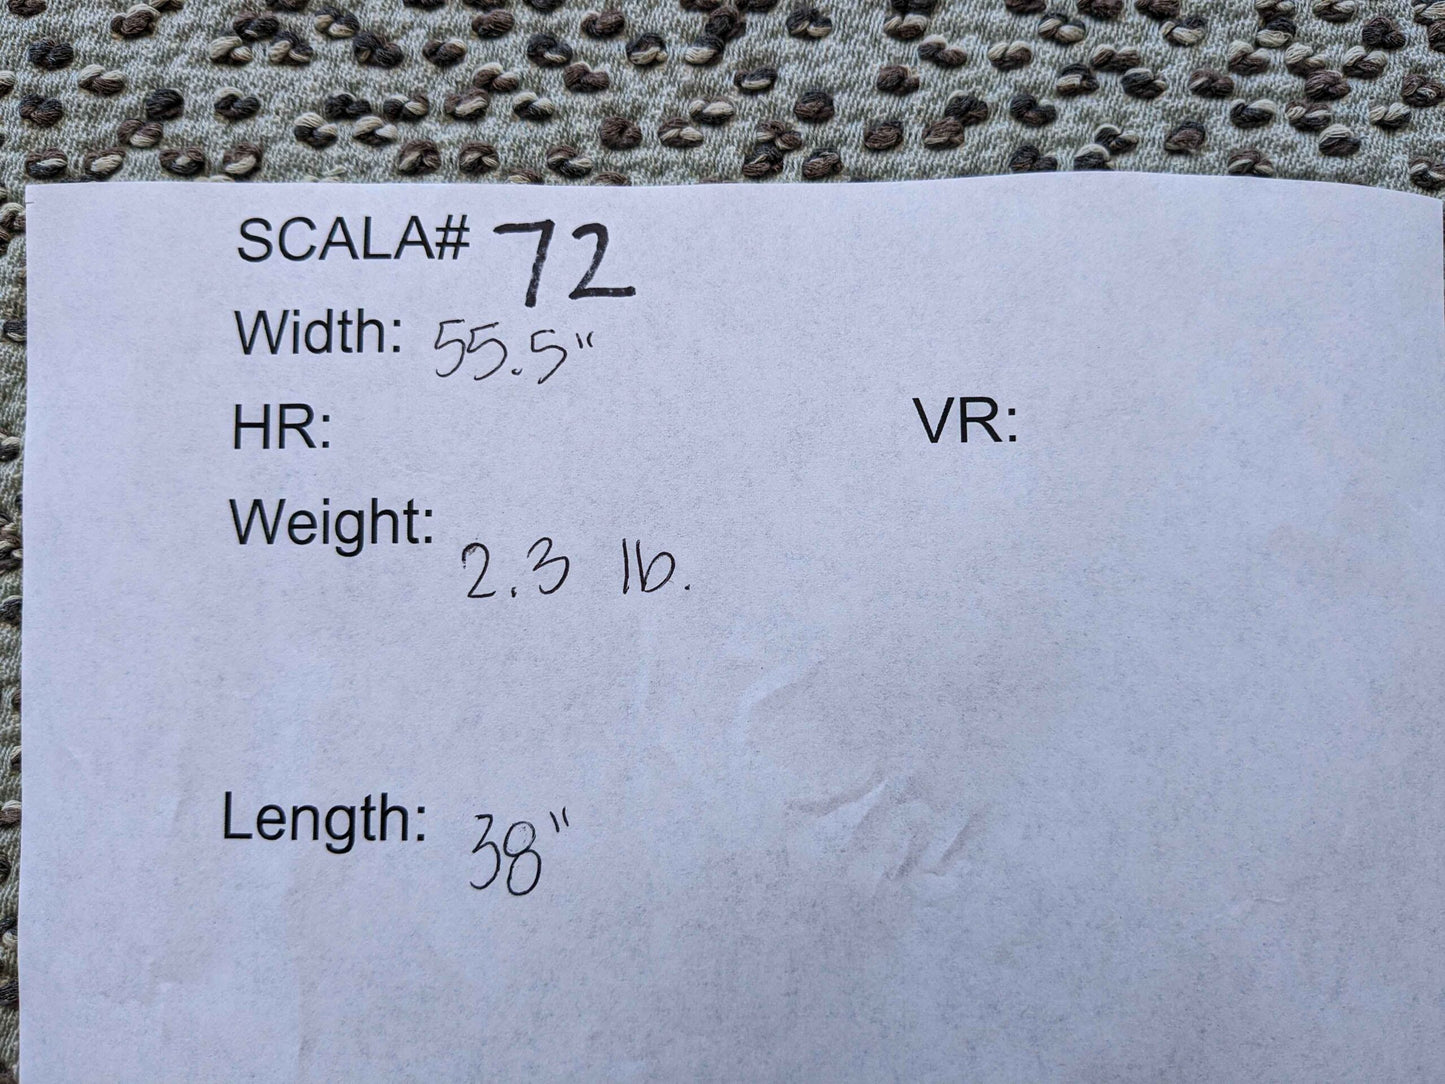 SCALA# 72
Width: 55.5"
HR: VR:
Weight: 2.3 lb.
Length: 38"